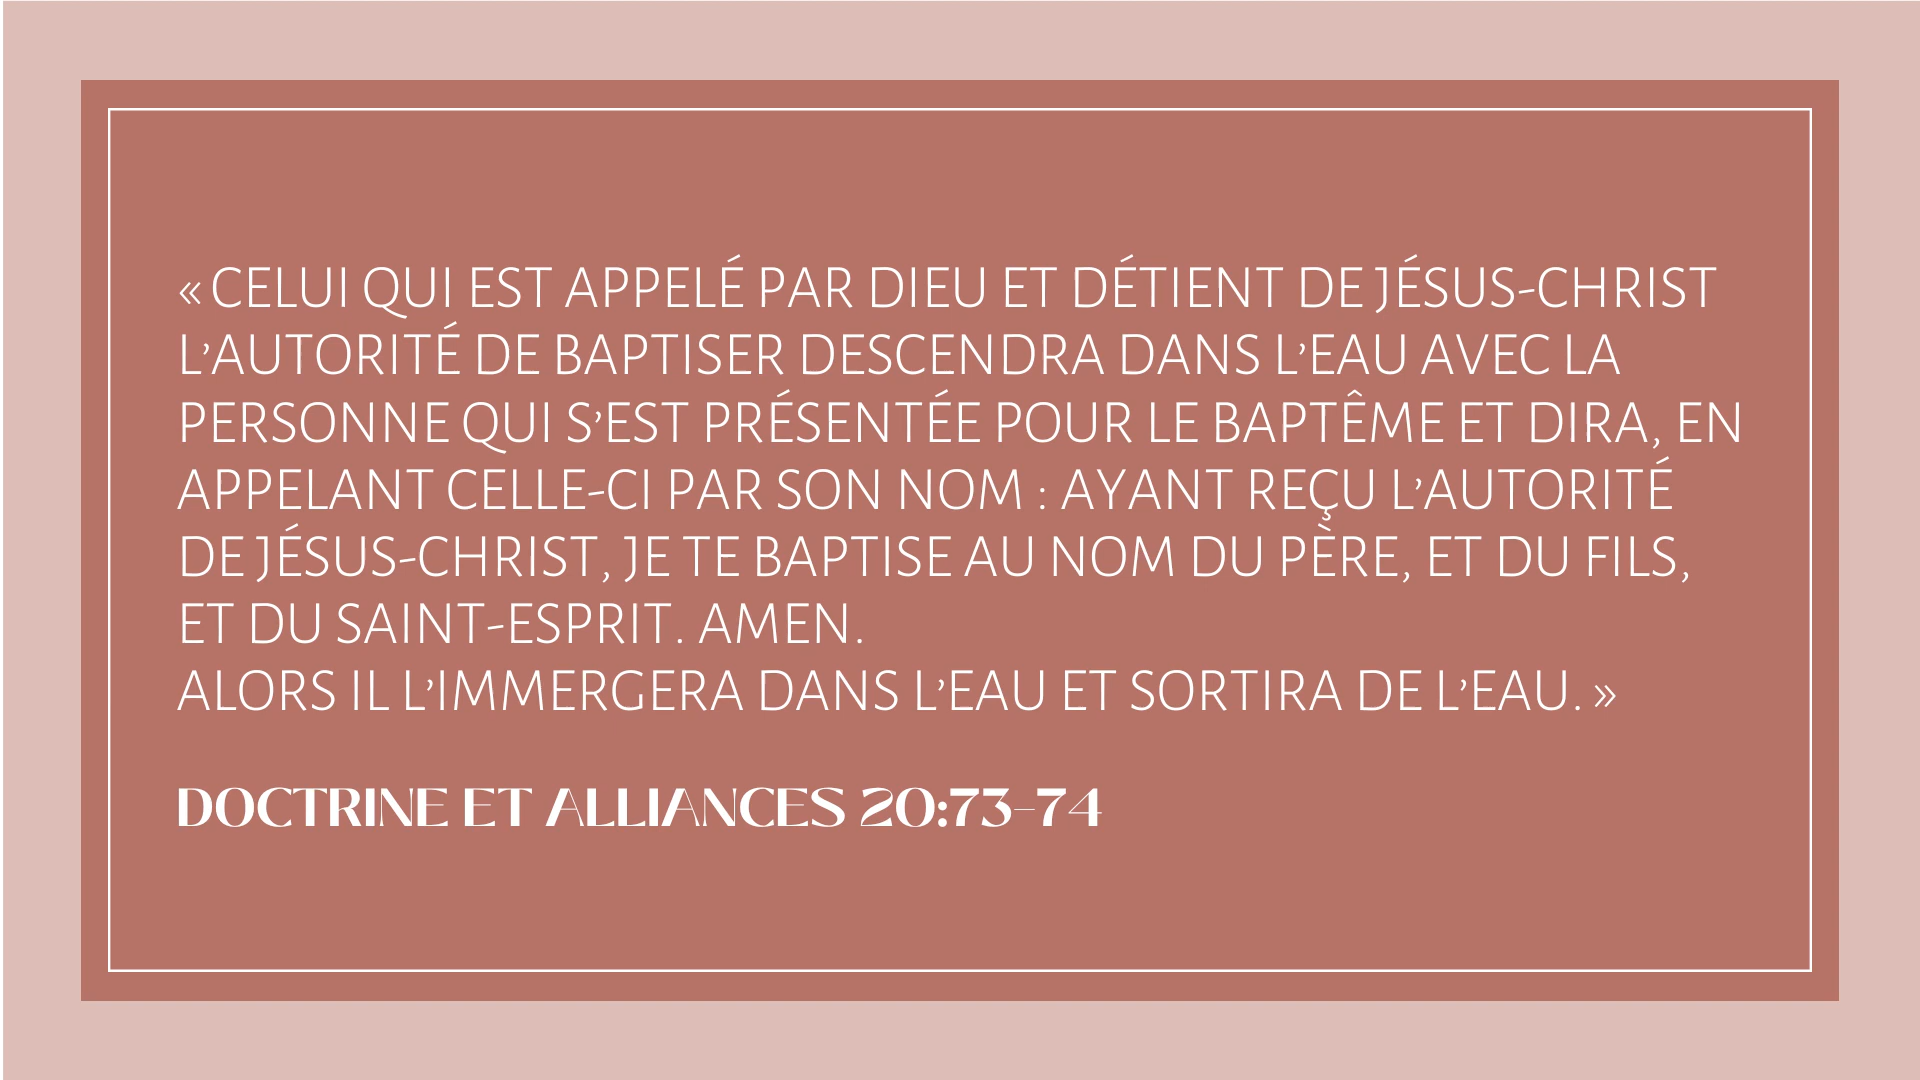 « CELUI QUI EST APPELÉ PAR DIEU ET DÉTIENT DE JÉSUS-CHRIST
L’AUTORITÉ DE BAPTISER DESCENDRA DANS L’EAU AVEC LA
PERSONNE QUI S’EST PRÉSENTÉE POUR LE BAPTÊME ET DIRA, EN
APPELANT CELLE-CI PAR SON NOM : AYANT REÇU L’AUTORITÉ
DE JÉSUS-CHRIST, JE TE BAPTISE AU NOM DU PÈRE, ET DU FILS,
ET DU SAINT-ESPRIT. AMEN.
ALORS IL L’IMMERGERA DANS L’EAU ET SORTIRA DE L’EAU. »
DOCTRINE ET ALLIANCES 20:73-74